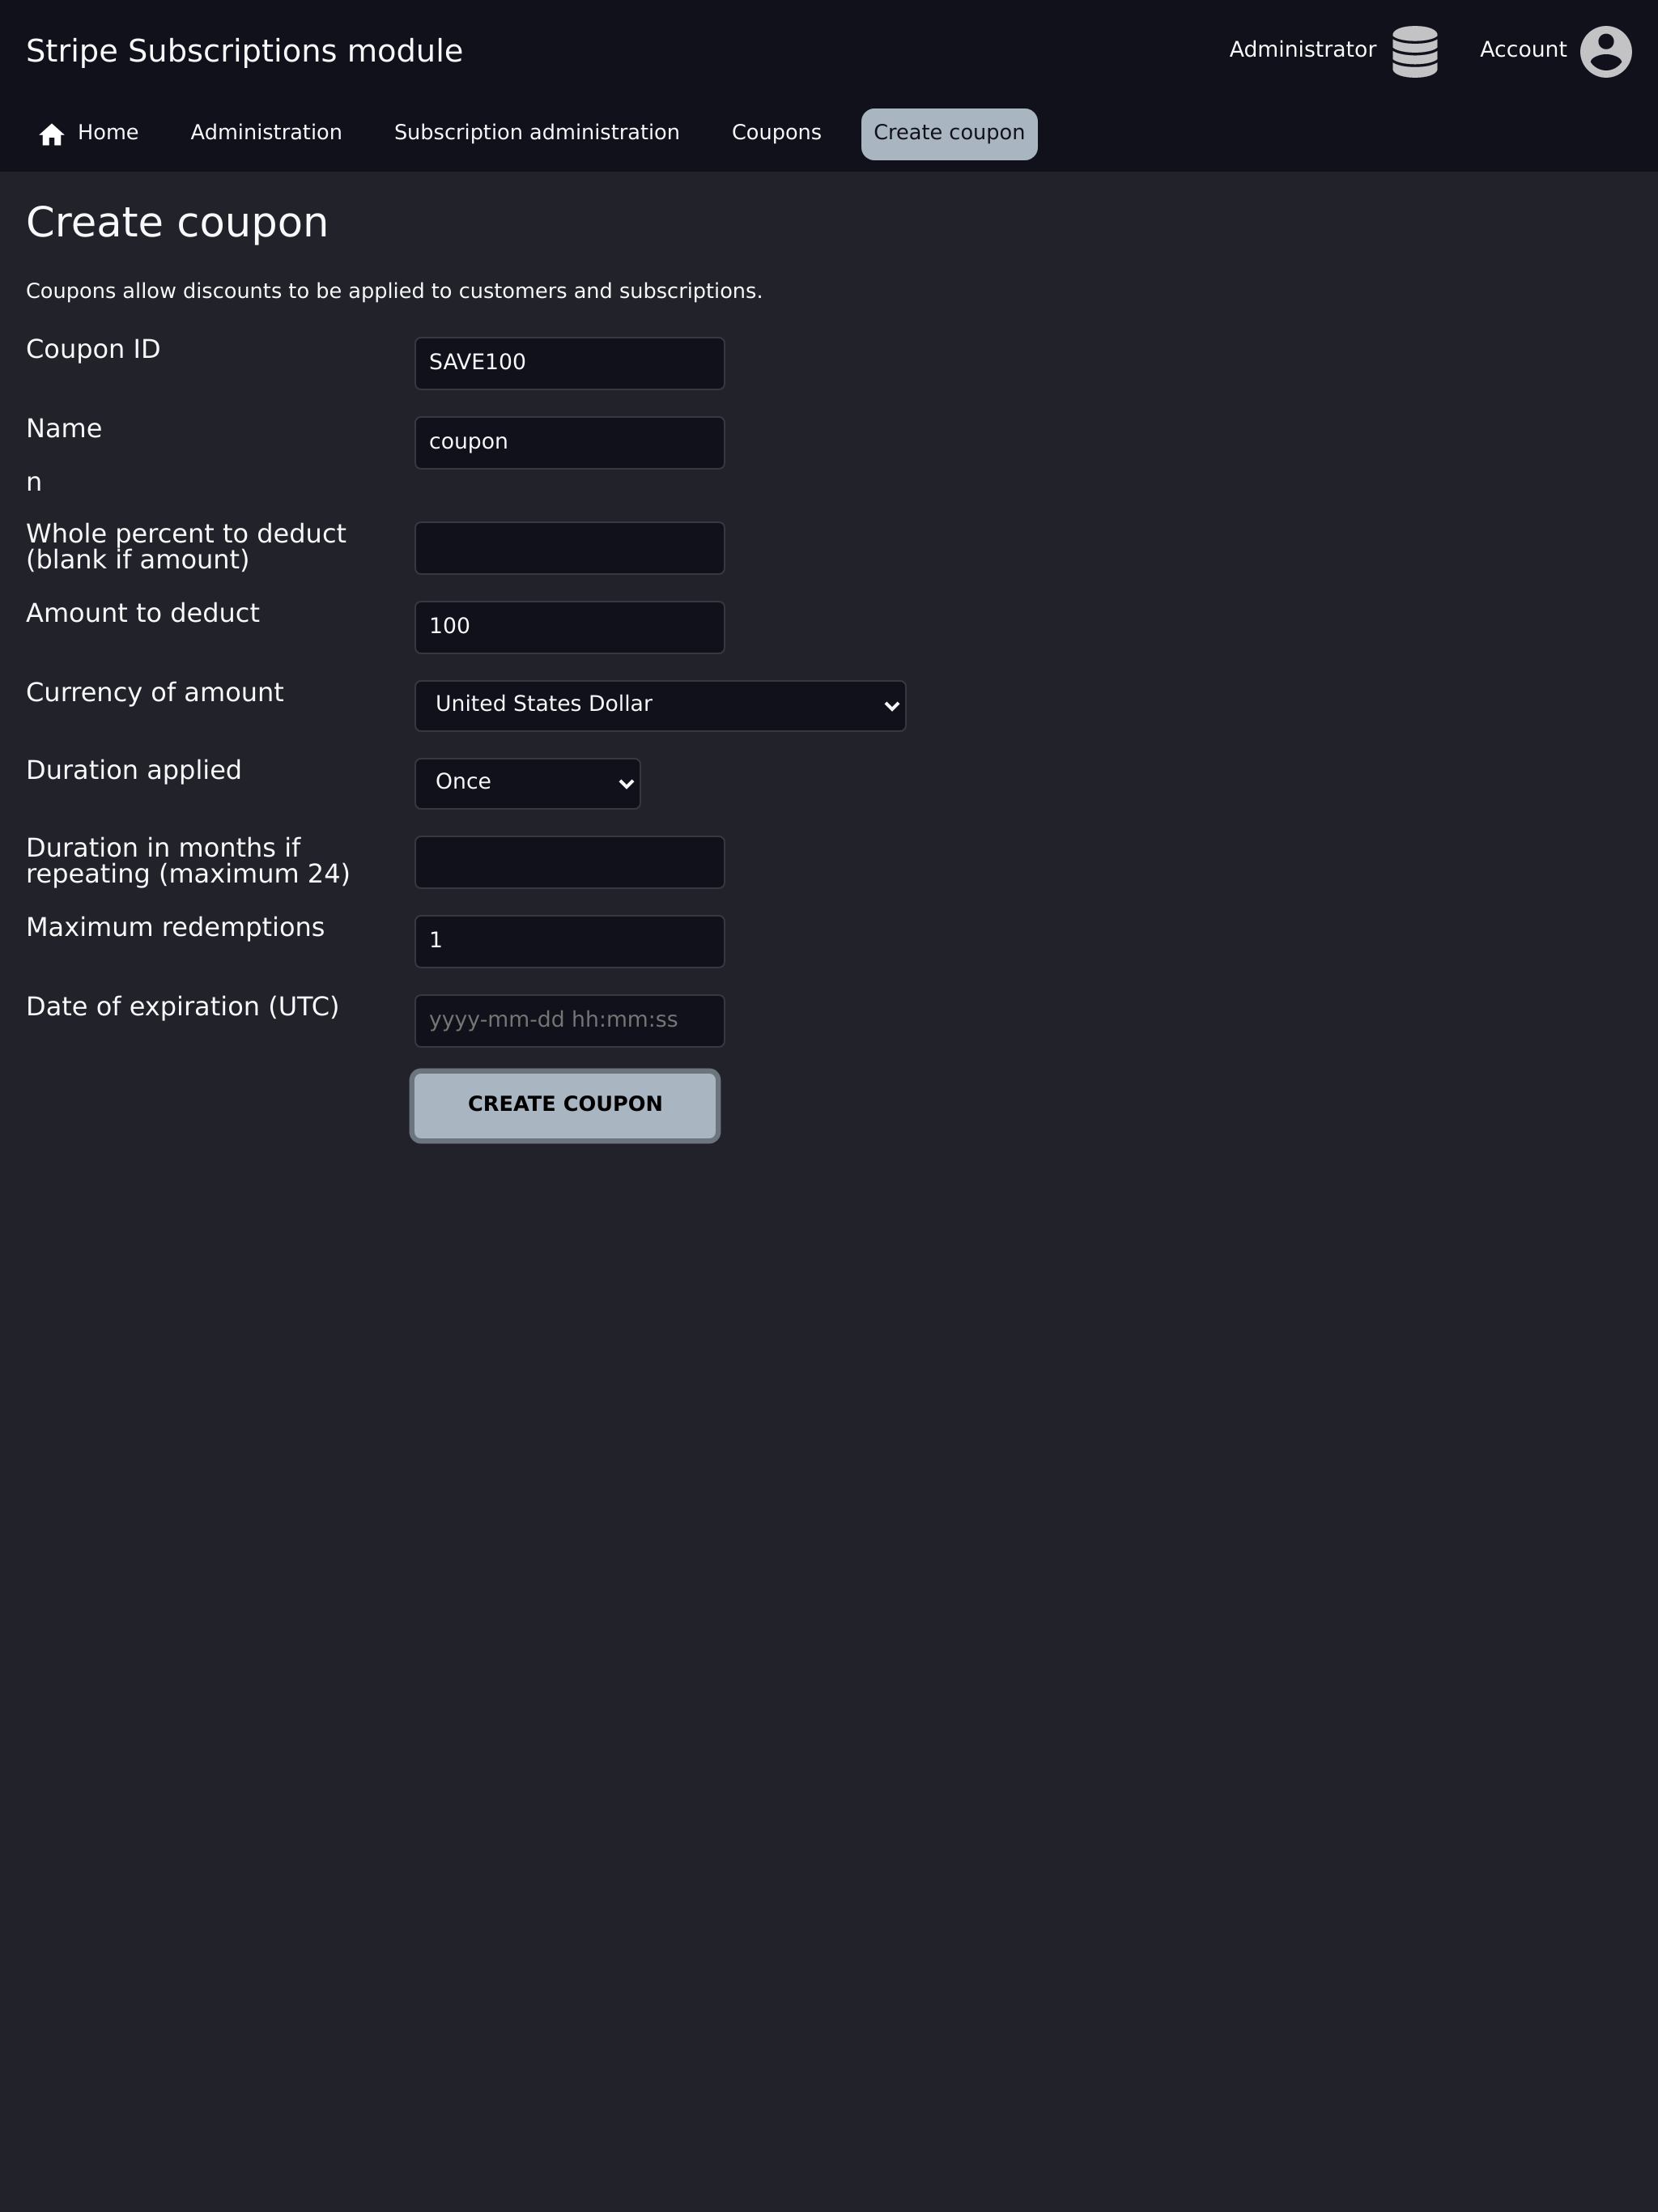 Stripe Subscriptions module
Administrator
Account
Home
Administration
Subscription administration
Coupons
Create coupon
Create coupon
Coupons allow discounts to be applied to customers and subscriptions.
Coupon ID
SAVE100
Name
coupon
n
Whole percent to deduct
(blank if amount)
Amount to deduct
100
Currency of amount
United States Dollar
Duration applied
Once
Duration in months if
repeating (maximum 24)
Maximum redemptions
1
Date of expiration (UTC)
yyyy-mm-dd hh:mm:ss
CREATE COUPON